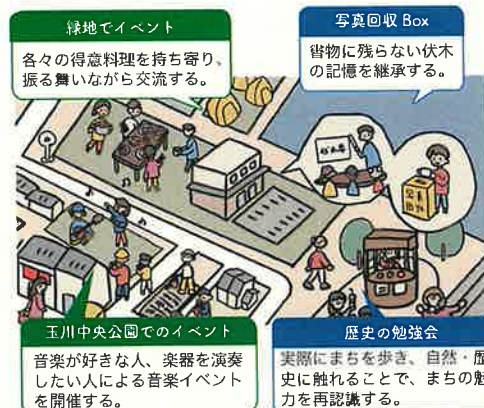 緑地でイベント
各々の得意料理を持ち寄り、
振る舞いながら交流する。
写真回収 Box
書物に残らない伏木
の記憶を継承する。
玉川中央公園でのイベント
音楽が好きな人、楽器を演奏
したい人による音楽イベント
を開催する。
歴史の勉強会
実際にまちを歩き、自然・歴
史に触れることで、まちの魅
力を再認識する。